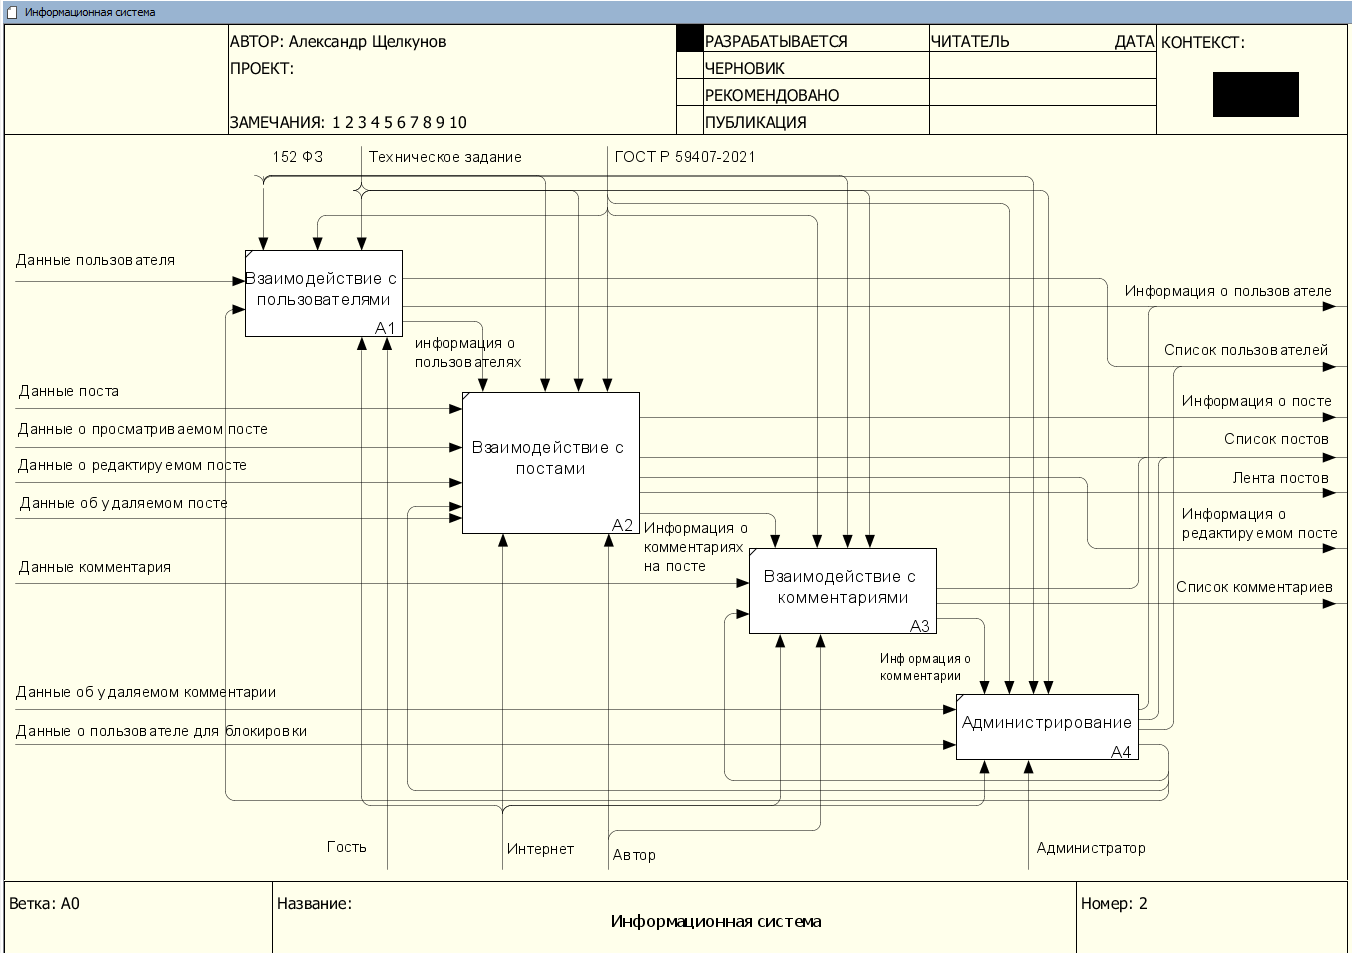 Информационная система
АВТОР: Александр Щелкунов
РАЗРАБАТЫВАЕТСЯ
ЧИТАТЕЛЬ
ДАТА
КОНТЕКСТ:
ПРОЕКТ:
ЧЕРНОВИК
РЕКОМЕНДОВАНО
ЗАМЕЧАНИЯ: 1 2 3 4 5 6 7 8 9 10
ПУБЛИКАЦИЯ
152 ФЗ
Техническое задание
ГОСТ Р 59407-2021
Данные пользователя
Взаимодействие с
пользователями
A1
Информация о пользователе
информация о
пользователях
Список пользователей
Данные поста
Информация о посте
Данные о просматриваемом посте
Список постов
Взаимодействие с
постами
A2
Данные о редактируемом посте
Лента постов
Данные об удаляемом посте
Информация о
редактируемом посте
Информация о
комментариях
на посте
Данные комментария
Взаимодействие с
комментариями
A3
Список комментариев
Информация о
комментарии
Данные об удаляемом комментарии
Администрирование
A4
Данные о пользователе для блокировки
Гость
Интернет
Автор
Администратор
Ветка: A0
Название:
Информационная система
Номер: 2